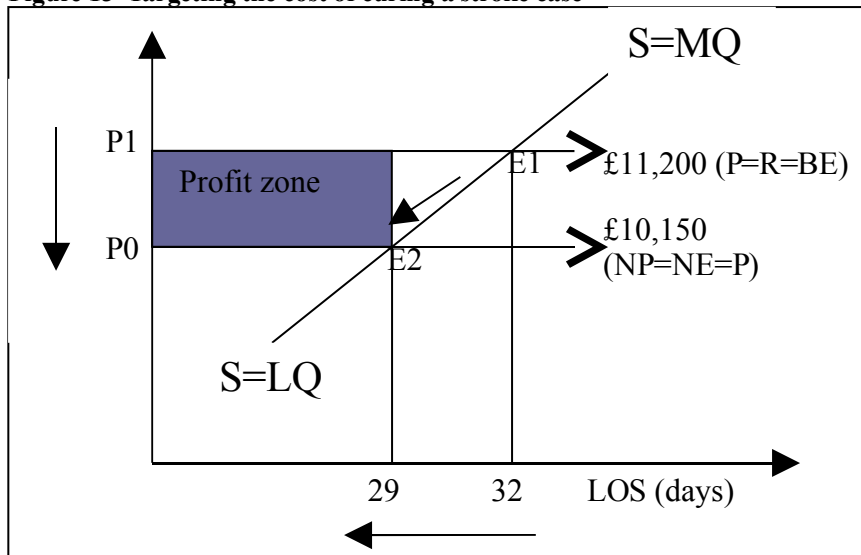 Figure 13 Targeting the cost of curing a stroke case
S=MQ
P1
E1
£11,200 (P=R=BE)
Profit zone
P0
E2
£10,150
(NP=NE=P)
S=LQ
29
32
LOS (days)